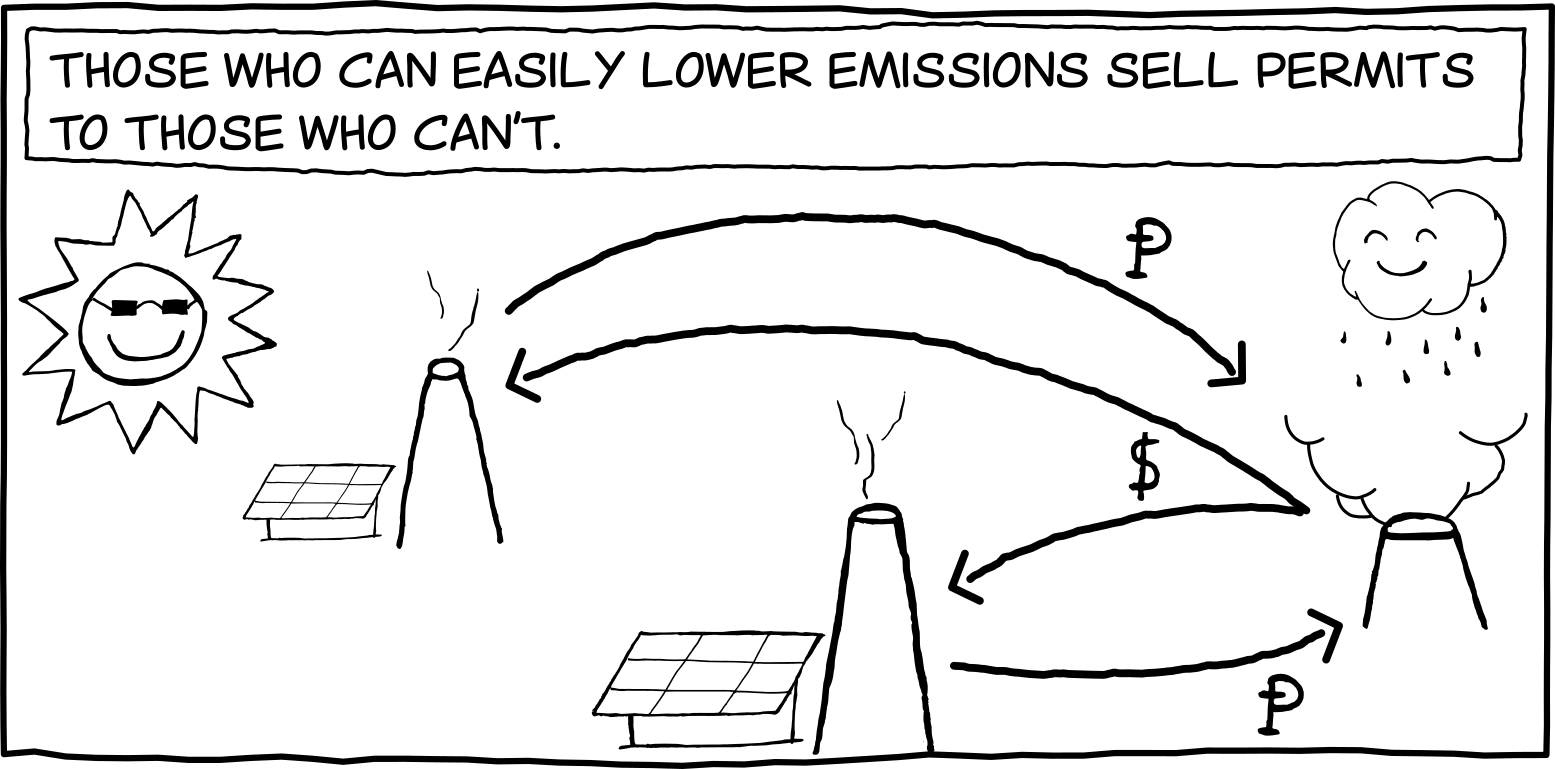 THOSE WHO CAN EASILY LOWER EMISSIONS SELL PERMITS
TO THOSE WHO CAN'T.
P
$
P